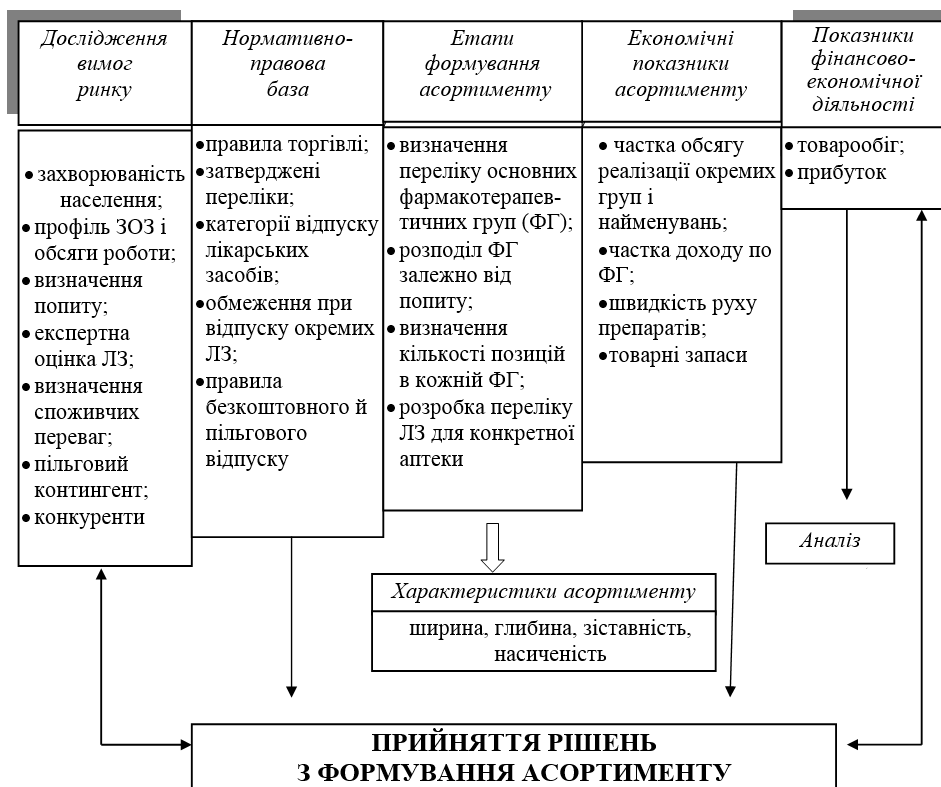 Дослідження
вимог
ринку
захворюваність
населення;
профіль ЗОЗ і
обсяги роботи;
визначення
попиту;
експертна
оцінка ЛЗ;
визначення
споживчих
переваг;
пільговий
контингент;
конкуренти
Нормативно-
правова
база
правила торгівлі;
затверджені
переліки;
категорії відпуску
лікарських
засобів;
обмеження при
відпуску окремих
ЛЗ;
правила
безкоштовного й
пільгового
відпуску
Етапи
формування
асортименту
визначення
переліку основних
фармакотерапев-
тичних груп (ФГ);
розподіл ФГ
залежно від
попиту;
визначення
кількості позицій
в кожній ФГ;
розробка переліку
ЛЗ для конкретної
аптеки
Економічні
показники
асортименту
частка обсягу
реалізації окремих
груп і
найменувань;
частка доходу по
ФГ;
швидкість руху
препаратів;
товарні запаси
Показники
фінансово-
економічної
діяльності
товарообіг;
прибуток
Аналіз
Характеристики асортименту
ширина, глибина, зіставність,
насиченість
ПРИЙНЯТТЯ РІШЕНЬ
З ФОРМУВАННЯ АСОРТИМЕНТУ